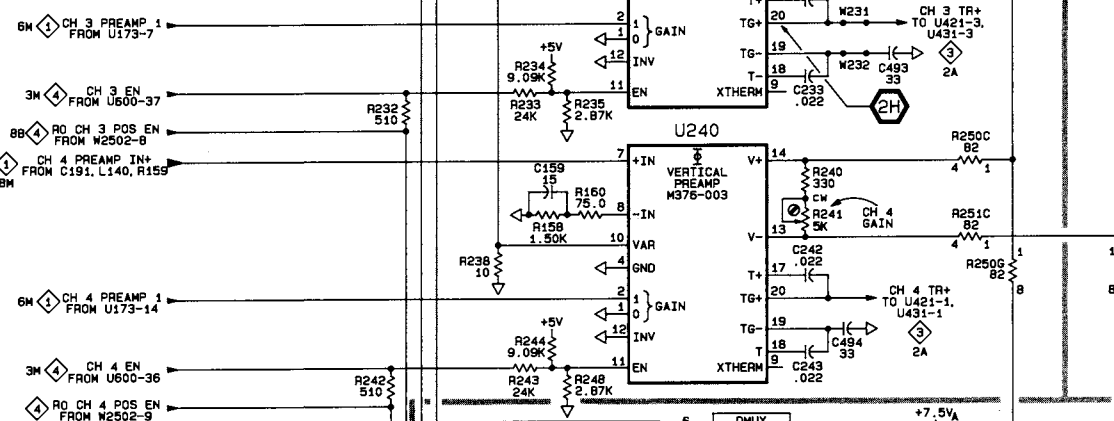 6M 1 CH 3 PREAMP 1
FROM U173-7
3M 4 CH 3 EN
FROM U500-37
8B 4 RO CH 3 POS EN
FROM W2502-8
1 CH 4 PREAMP IN+
8M FROM C191, L140, R159
6M 1 CH 4 PREAMP 1
FROM U173-14
3M 4 CH 4 EN
FROM U600-36
4 RO CH 4 POS EN
FROM W2502-9
R232
510
R242
510
R238
10
+5V
R234
9.09K
R233
24K
R235
2.87K
C159
15
R160
75.0
R158
1.50K
+5V
R244
9.09K
R243
24K
R248
2.87K
2 1
1 0
GAIN
12 INV
11 EN
T+
20 TG+
19 TG-
18 T-
9 XTHERM
W231
W232
C493
33
C233
.022
CH 3 TR+
TO U421-3,
U431-3
3
2A
2H
U240
VERTICAL
PREAMP
M376-003
7 +IN
8 -IN
10 VAR
4 GND
2 1
1 0
GAIN
12 INV
11 EN
V+ 14
V- 13
T+ 17
TG+ 20
TG- 19
T 18
XTHERM 9
R240
330
CW
R241
5K
CH 4
GAIN
C242
.022
C243
.022
C494
33
CH 4 TR+
TO U421-1,
U431-1
3
2A
R250C
82
4 1
R251C
82
4 1
R250G
82
1
8
1
8
6 DMUX
+7.5VA